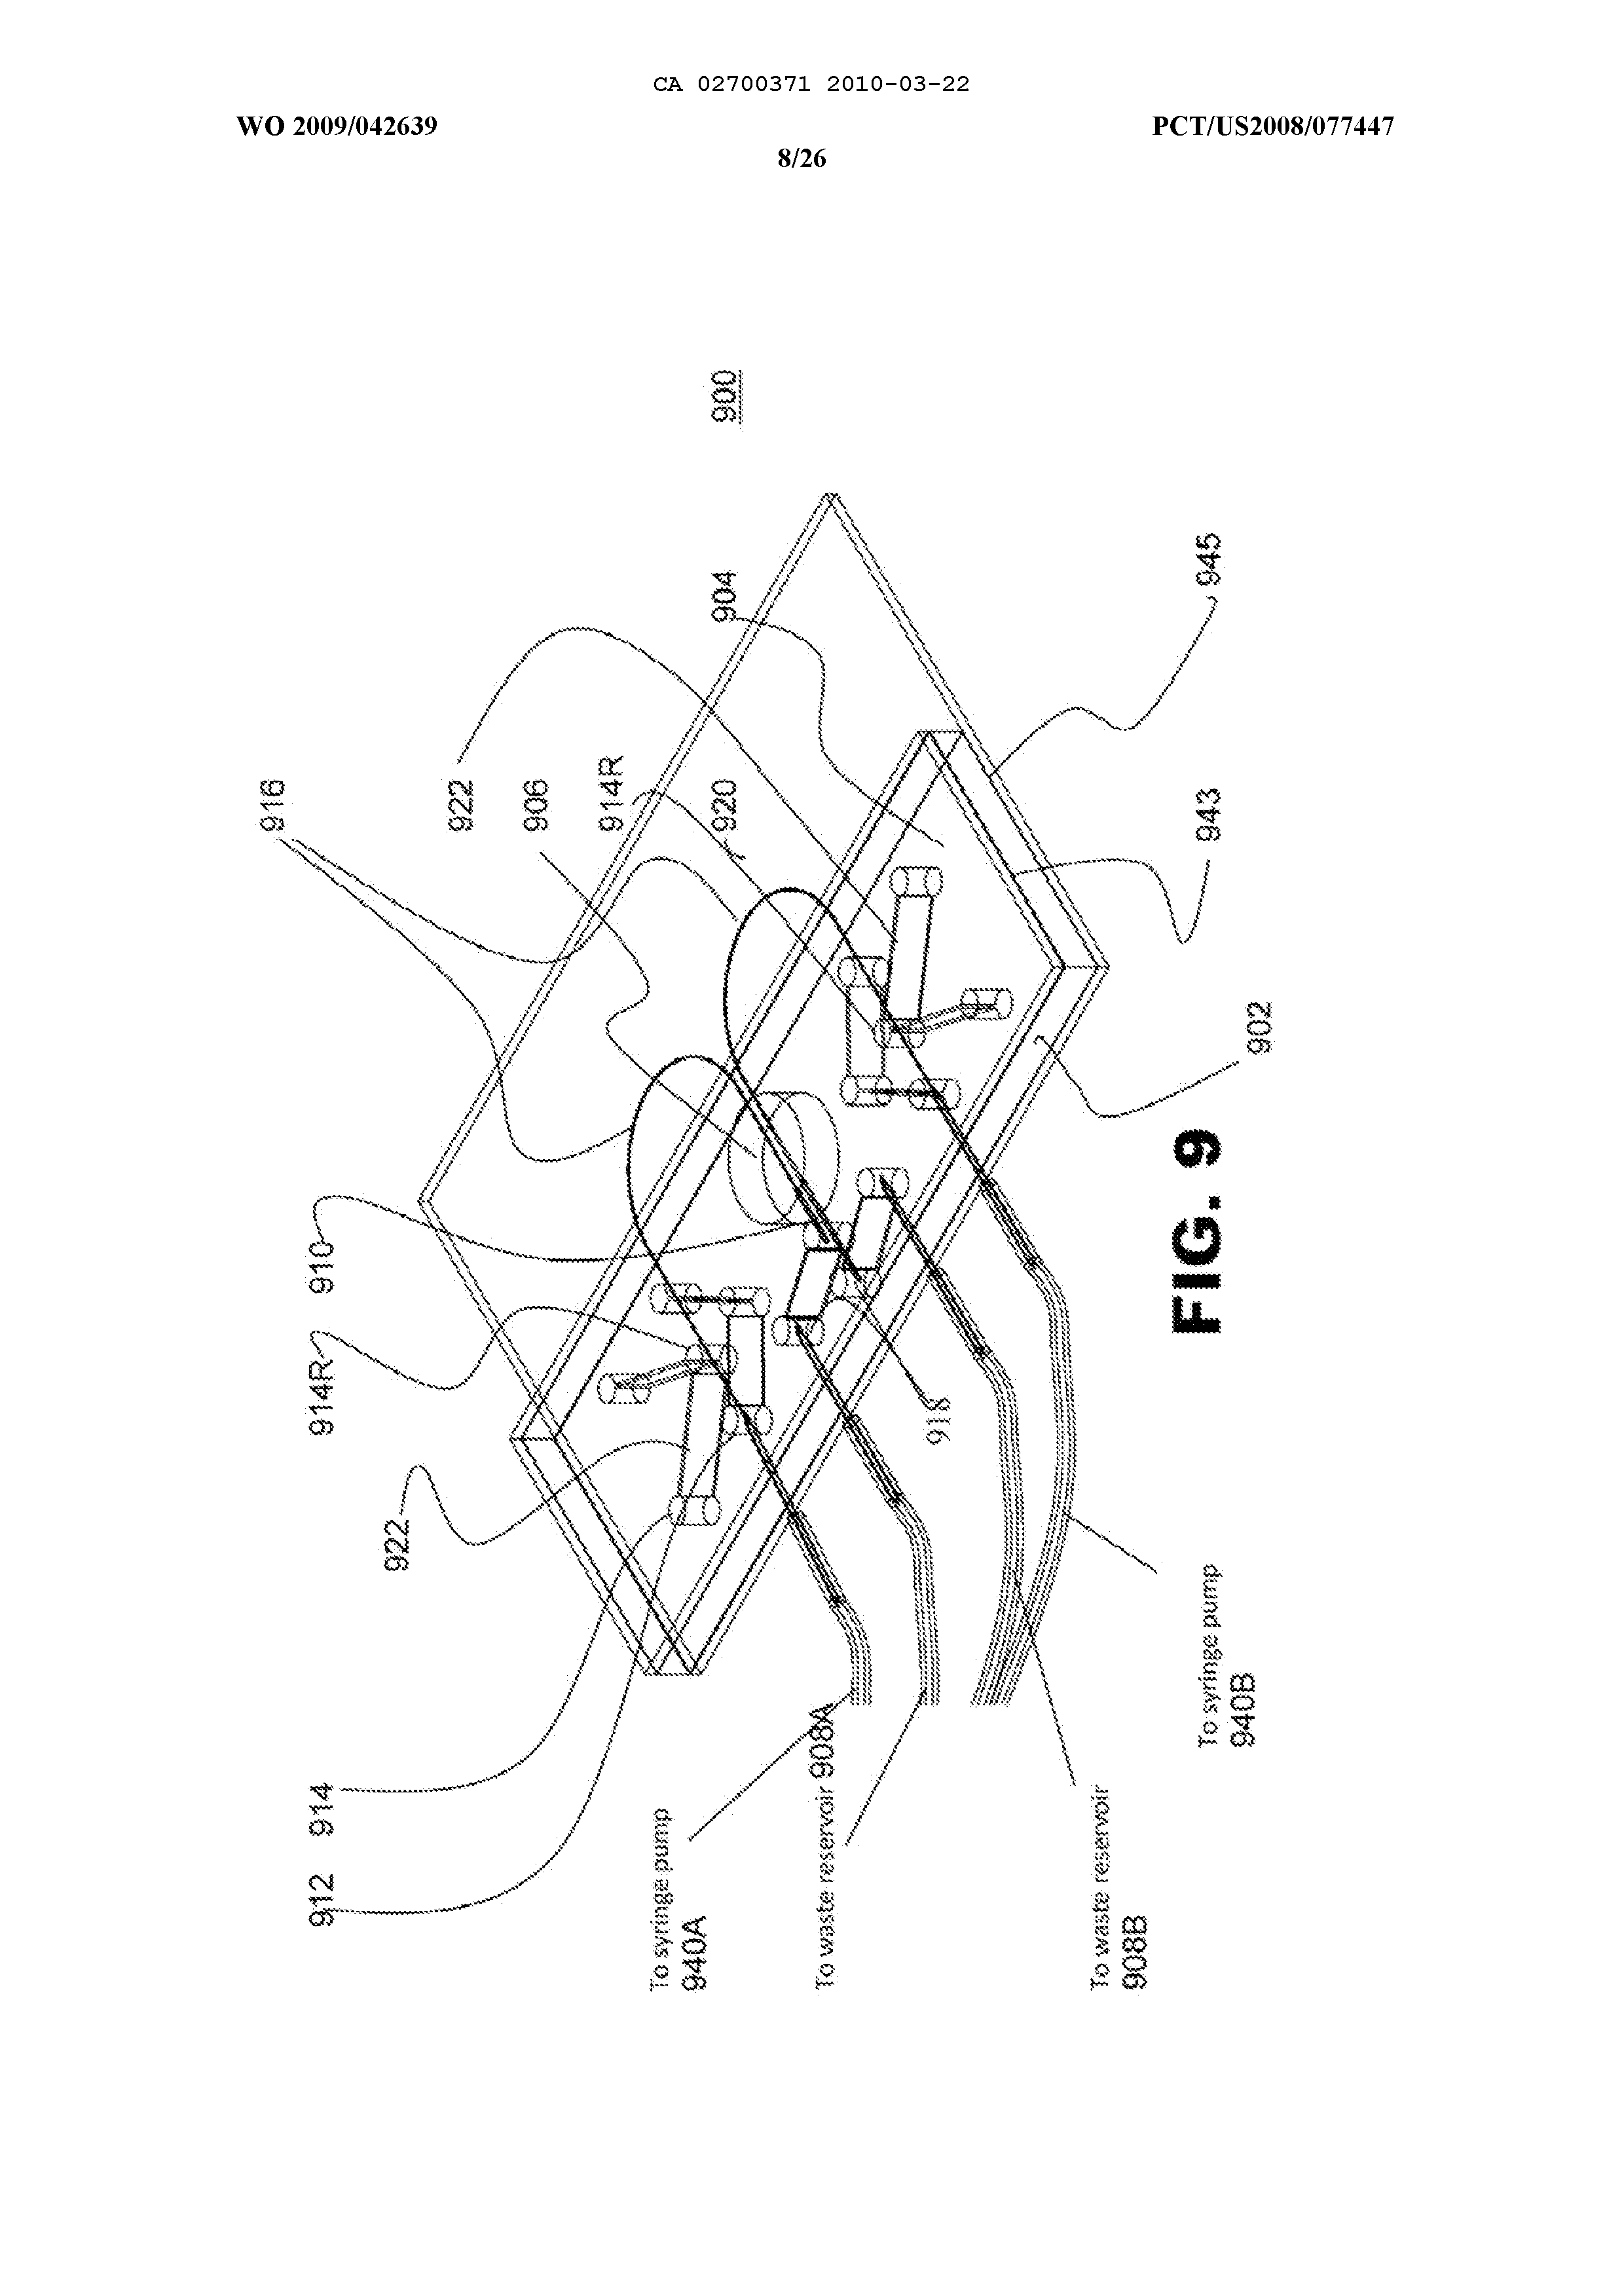 CA 02700371 2010-03-22
WO 2009/042639
PCT/US2008/077447
8/26
900
916
922
906
914R
920
904
945
943
902
910
914R
922
918
914
912
To syringe pump
940A
To waste reservoir 908A
To waste reservoir
908B
To syringe pump
940B
FIG. 9